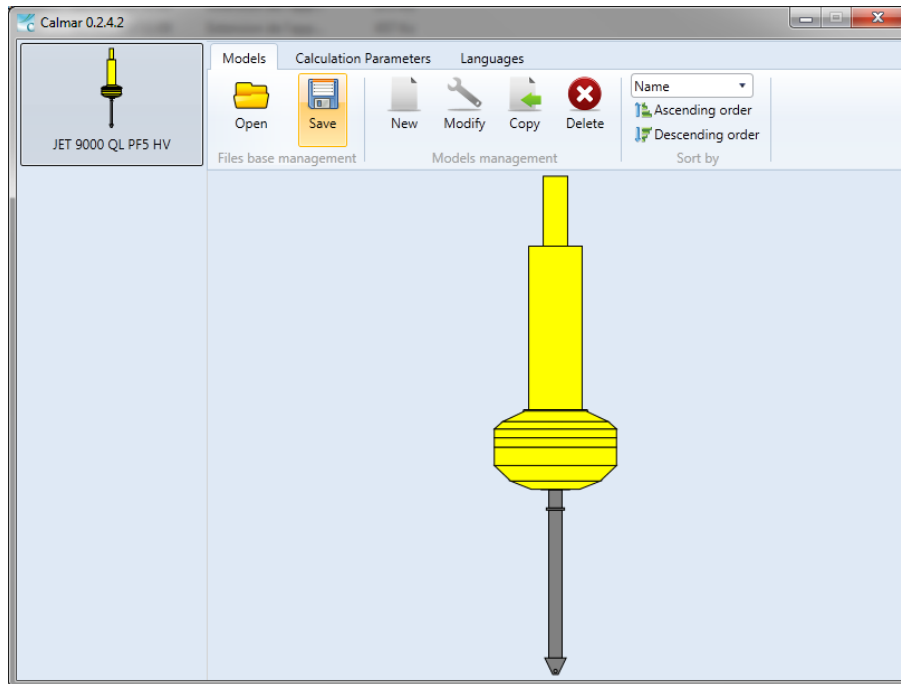 Calmar 0.2.4.2
JET 9000 QL PF5 HV
Models Calculation Parameters Languages
Open Save New Modify Copy Delete
Name
Ascending order
Descending order
Files base management Models management Sort by